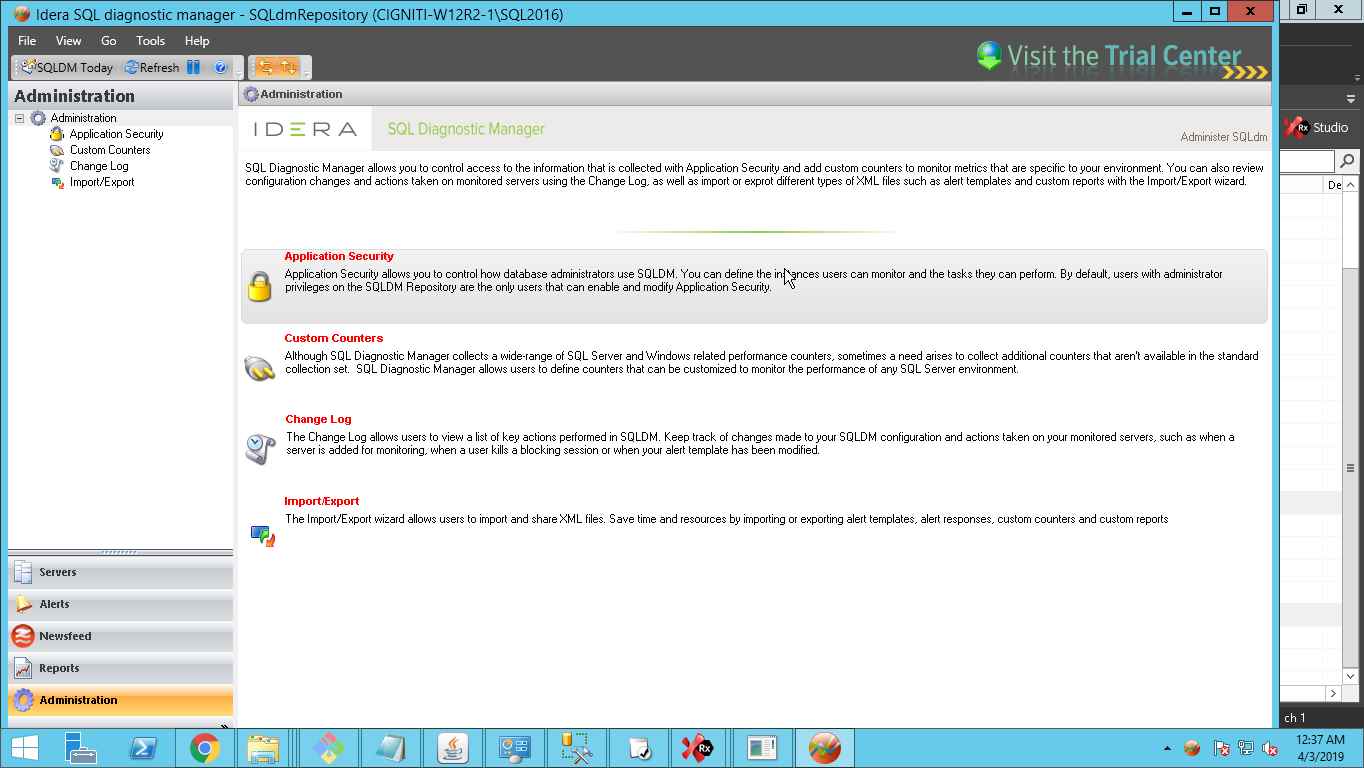 Idera SQL diagnostic manager - SQLdmRepository (CIGNITI-W12R2-1\SQL2016)
File View Go Tools Help
SQLDM Today Refresh
Visit the Trial Center
Administration
Administration
Application Security
Custom Counters
Change Log
Import/Export
Administration
IDERA SQL Diagnostic Manager
Administer SQLdm
SQL Diagnostic Manager allows you to control access to the information that is collected with Application Security and add custom counters to monitor metrics that are specific to your environment. You can also review
configuration changes and actions taken on monitored servers using the Change Log, as well as import or exprot different types of XML files such as alert templates and custom reports with the Import/Export wizard.
Application Security
Application Security allows you to control how database administrators use SQLDM. You can define the instances users can monitor and the tasks they can perform. By default, users with administrator
privileges on the SQLDM Repository are the only users that can enable and modify Application Security.
Custom Counters
Although SQL Diagnostic Manager collects a wide-range of SQL Server and Windows related performance counters, sometimes a need arises to collect additional counters that aren't available in the standard
collection set. SQL Diagnostic Manager allows users to define counters that can be customized to monitor the performance of any SQL Server environment.
Change Log
The Change Log allows users to view a list of key actions performed in SQLDM. Keep track of changes made to your SQLDM configuration and actions taken on your monitored servers, such as when a
server is added for monitoring, when a user kills a blocking session or when your alert template has been modified.
Import/Export
The Import/Export wizard allows users to import and share XML files. Save time and resources by importing or exporting alert templates, alert responses, custom counters and custom reports
Servers
Alerts
Newsfeed
Reports
Administration
Rx Studio
De
ch 1
Rx
12:37 AM
4/3/2019